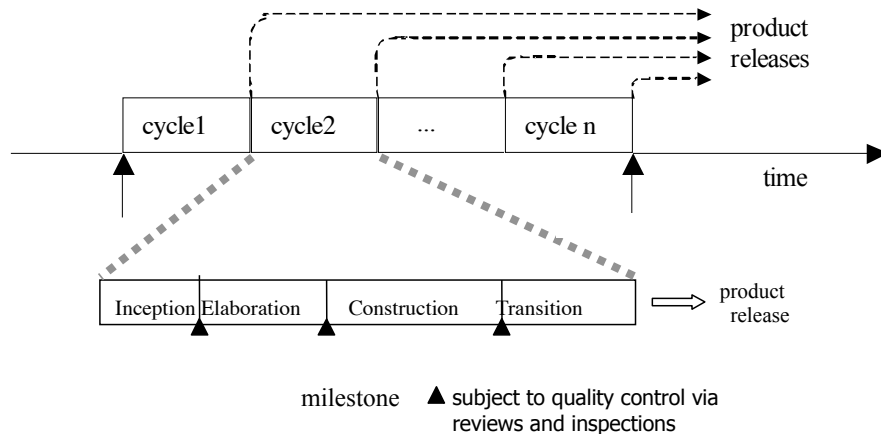 product
releases
cycle1 cycle2 ... cycle n
time
Inception Elaboration Construction Transition
product
release
milestone subject to quality control via
reviews and inspections